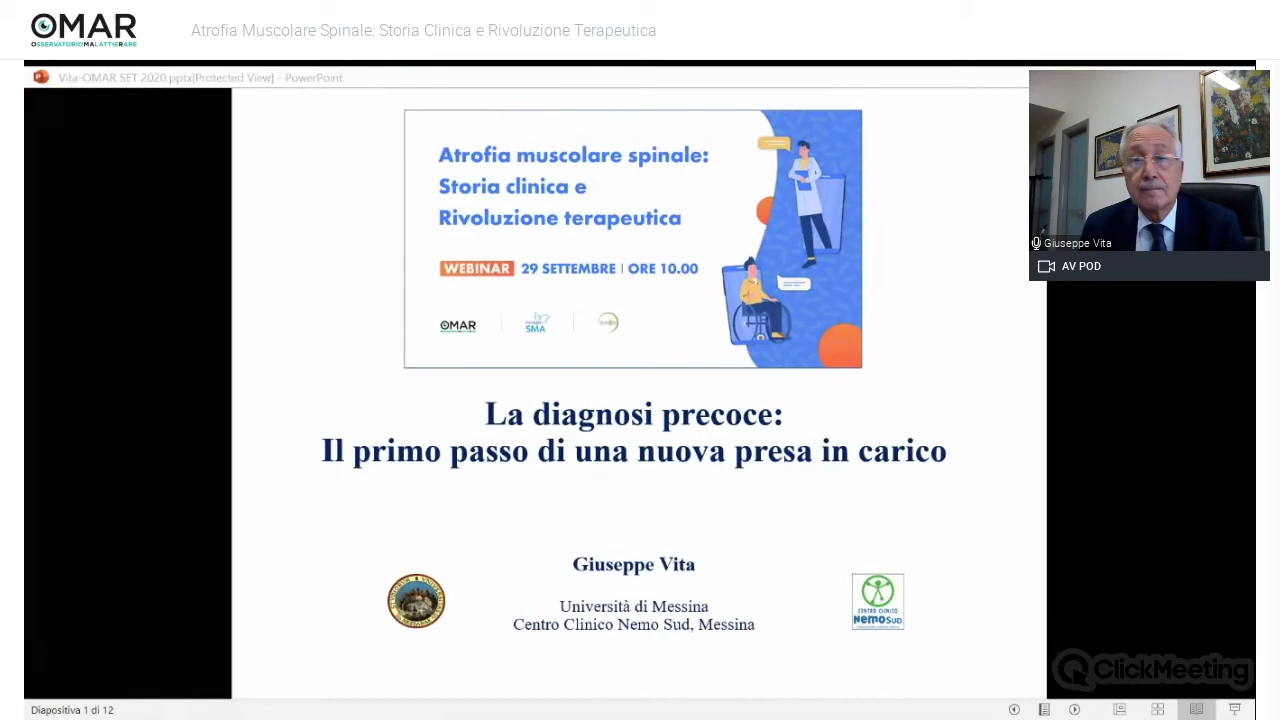 OMAR
OSSERVATORIOMALATTIERARE
Atrofia Muscolare Spinale: Storia Clinica e Rivoluzione Terapeutica
Vita-OMAR SET 2020.pptx[Protected View] - PowerPoint
Atrofia muscolare spinale:
Storia clinica e
Rivoluzione terapeutica
WEBINAR 29 SETTEMBRE | ORE 10.00
OMAR
SMA
Giuseppe Vita
AV POD
La diagnosi precoce:
Il primo passo di una nuova presa in carico
Giuseppe Vita
Università di Messina
Centro Clinico Nemo Sud, Messina
CENTRO CLINICO
NEMO SUD
ClickMeeting
Diapositiva 1 di 12